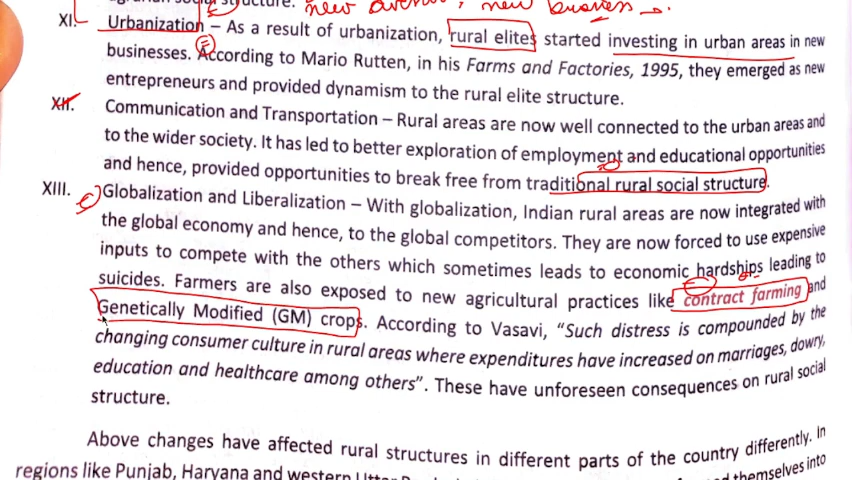 structure. new avenue, new business
XI. Urbanization – As a result of urbanization, rural elites started investing in urban areas in new
businesses. According to Mario Rutten, in his Farms and Factories, 1995, they emerged as new
entrepreneurs and provided dynamism to the rural elite structure.
XII. Communication and Transportation – Rural areas are now well connected to the urban areas and
to the wider society. It has led to better exploration of employment and educational opportunities
and hence, provided opportunities to break free from traditional rural social structure.
XIII. Globalization and Liberalization – With globalization, Indian rural areas are now integrated with
the global economy and hence, to the global competitors. They are now forced to use expensive
inputs to compete with the others which sometimes leads to economic hardships leading to
suicides. Farmers are also exposed to new agricultural practices like contract farming and
Genetically Modified (GM) crops. According to Vasavi, "Such distress is compounded by the
changing consumer culture in rural areas where expenditures have increased on marriages, dowry,
education and healthcare among others". These have unforeseen consequences on rural social
structure.
Above changes have affected rural structures in different parts of the country differently. In
regions like Punjab, Haryana and western themselves into